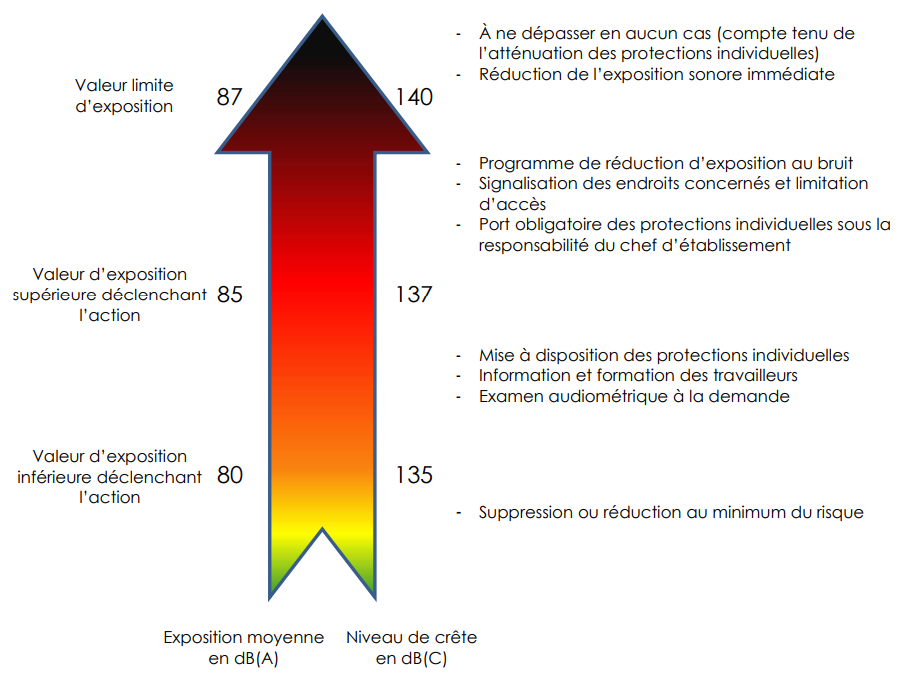 - À ne dépasser en aucun cas (compte tenu de
l’atténuation des protections individuelles)
- Réduction de l’exposition sonore immédiate
Valeur limite
d’exposition
87
140
- Programme de réduction d’exposition au bruit
- Signalisation des endroits concernés et limitation
d’accès
- Port obligatoire des protections individuelles sous la
responsabilité du chef d’établissement
Valeur d’exposition
supérieure déclenchant
l’action
85
137
- Mise à disposition des protections individuelles
- Information et formation des travailleurs
- Examen audiométrique à la demande
Valeur d’exposition
inférieure déclenchant
l’action
80
135
- Suppression ou réduction au minimum du risque
Exposition moyenne
en dB(A)
Niveau de crête
en dB(C)